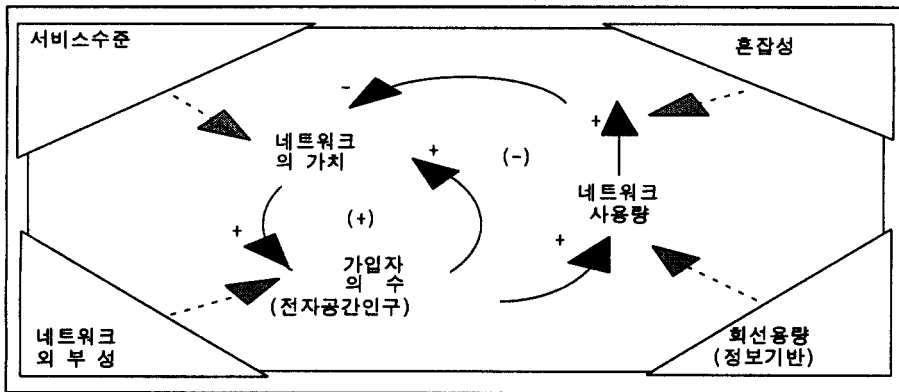 서비스수준
혼잡성
-
+
네트워크
의 가치
+
(-)
네트워크
사용량
(+)
+
+
가입자
의 수
(전자공간인구)
네트워크
외 부 성
회선용량
(정보기반)